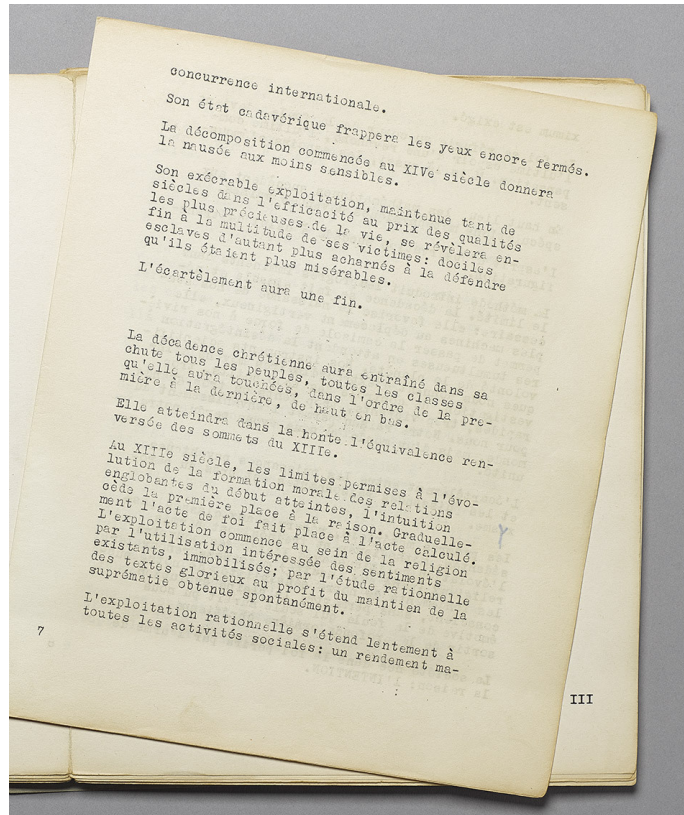 concurrence internationale.
Son état cadavérique frappera les yeux encore fermés.
La décomposition commencée au XIVe siècle donnera
la nausée aux moins sensibles.
Son exécrable exploitation, maintenue tant de
siècles dans l'efficacité au prix des qualités
les plus précieuses de la vie, se révèlera en-
fin à la multitude de ses victimes: dociles
esclaves d'autant plus acharnés à la défendre
qu'ils étaient plus misérables.
L'écartèlement aura une fin.
La décadence chrétienne aura entraîné dans sa
chute tous les peuples, toutes les classes
qu'elle aura touchées, dans l'ordre de la pre-
mière à la dernière, de haut en bas.
Elle atteindra dans la honte l'équivalence ren-
versée des sommets du XIIIe.
Au XIIIe siècle, les limites permises à l'évo-
lution de la formation morale des relations
englobantes du début atteintes, l'intuition
cède la première place à la raison. Graduelle-
ment l'acte de foi fait place à l'acte calculé.
L'exploitation commence au sein de la religion
par l'utilisation intéressée des sentiments
existants, immobilisés; par l'étude rationnelle
des textes glorieux au profit du maintien de la
suprématie obtenue spontanément.
L'exploitation rationnelle s'étend lentement à
toutes les activités sociales: un rendement ma-
7
III